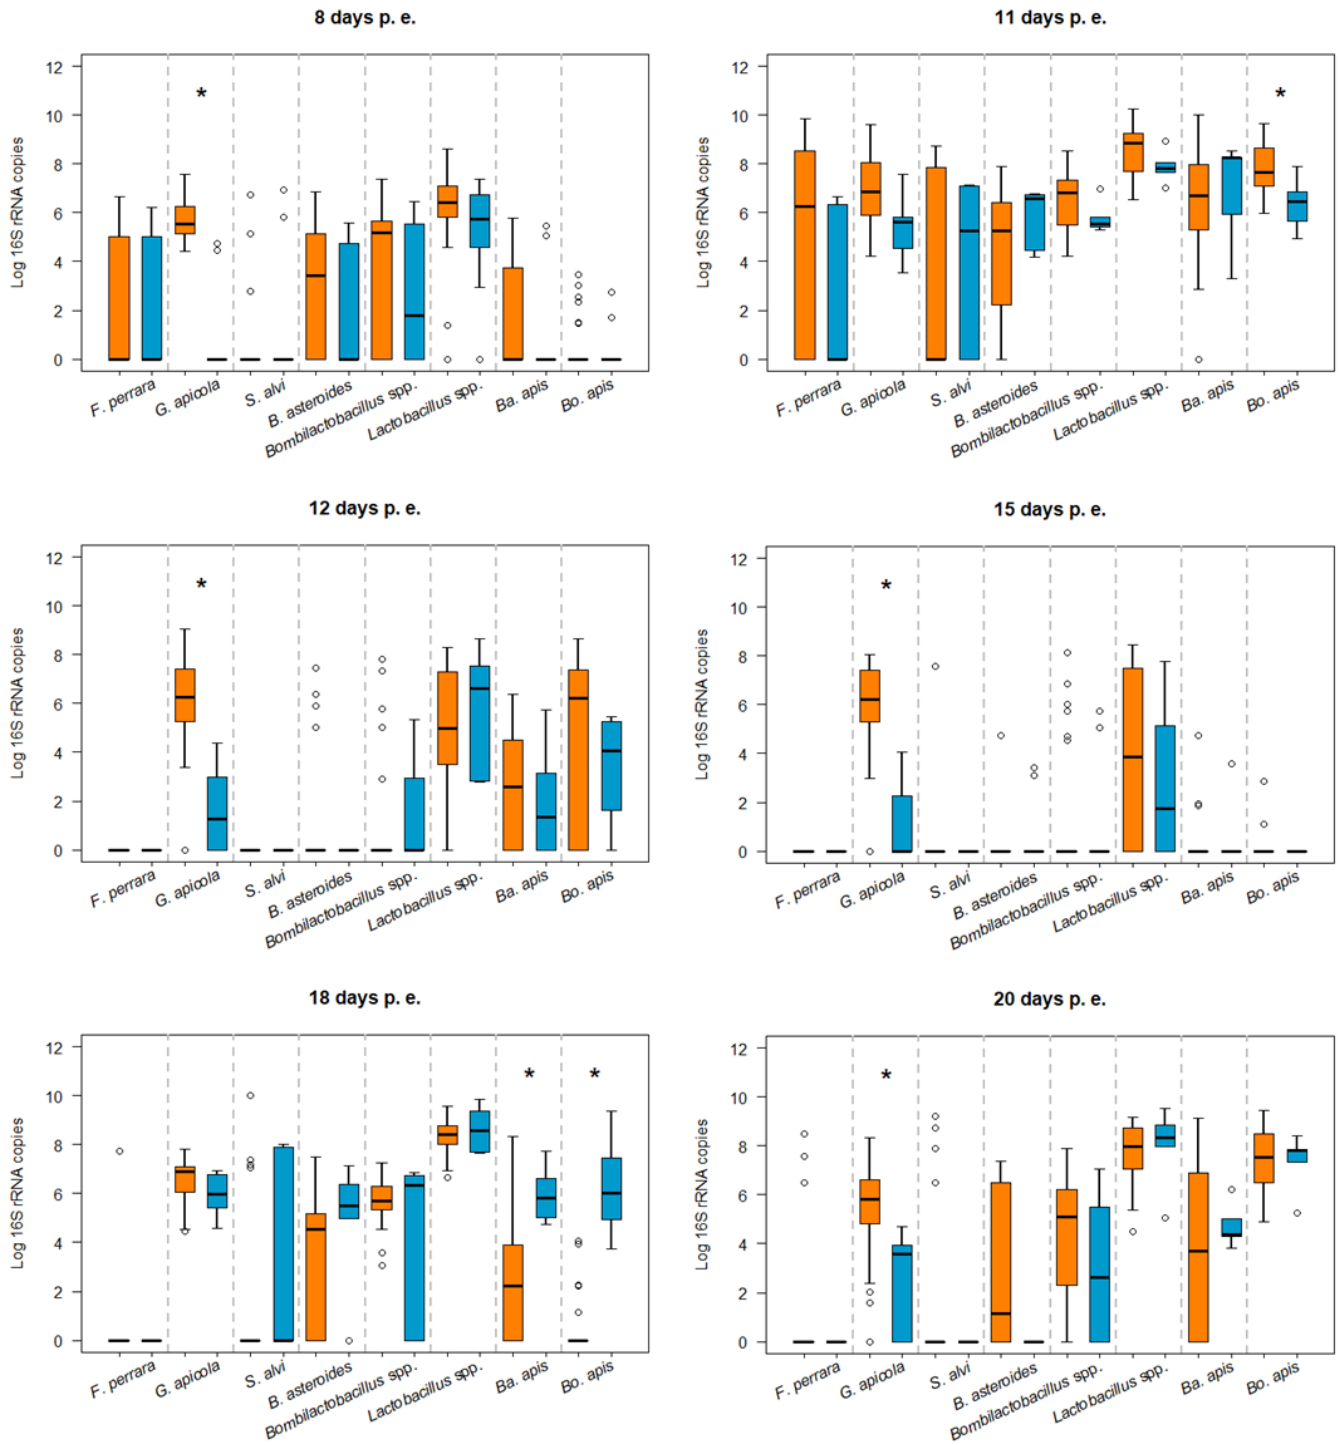 8 days p. e.
11 days p. e.
Log 16S rRNA copies
12
10
8
6
4
2
0
*
F. perrara
G. apicola
S. alvi
B. asteroides
Bombilactobacillus spp.
Lactobacillus spp.
Ba. apis
Bo. apis
Log 16S rRNA copies
12
10
8
6
4
2
0
*
F. perrara
G. apicola
S. alvi
B. asteroides
Bombilactobacillus spp.
Lactobacillus spp.
Ba. apis
Bo. apis
12 days p. e.
15 days p. e.
Log 16S rRNA copies
12
10
8
6
4
2
0
*
F. perrara
G. apicola
S. alvi
B. asteroides
Bombilactobacillus spp.
Lactobacillus spp.
Ba. apis
Bo. apis
Log 16S rRNA copies
12
10
8
6
4
2
0
*
F. perrara
G. apicola
S. alvi
B. asteroides
Bombilactobacillus spp.
Lactobacillus spp.
Ba. apis
Bo. apis
18 days p. e.
20 days p. e.
Log 16S rRNA copies
12
10
8
6
4
2
0
* *
F. perrara
G. apicola
S. alvi
B. asteroides
Bombilactobacillus spp.
Lactobacillus spp.
Ba. apis
Bo. apis
Log 16S rRNA copies
12
10
8
6
4
2
0
*
F. perrara
G. apicola
S. alvi
B. asteroides
Bombilactobacillus spp.
Lactobacillus spp.
Ba. apis
Bo. apis